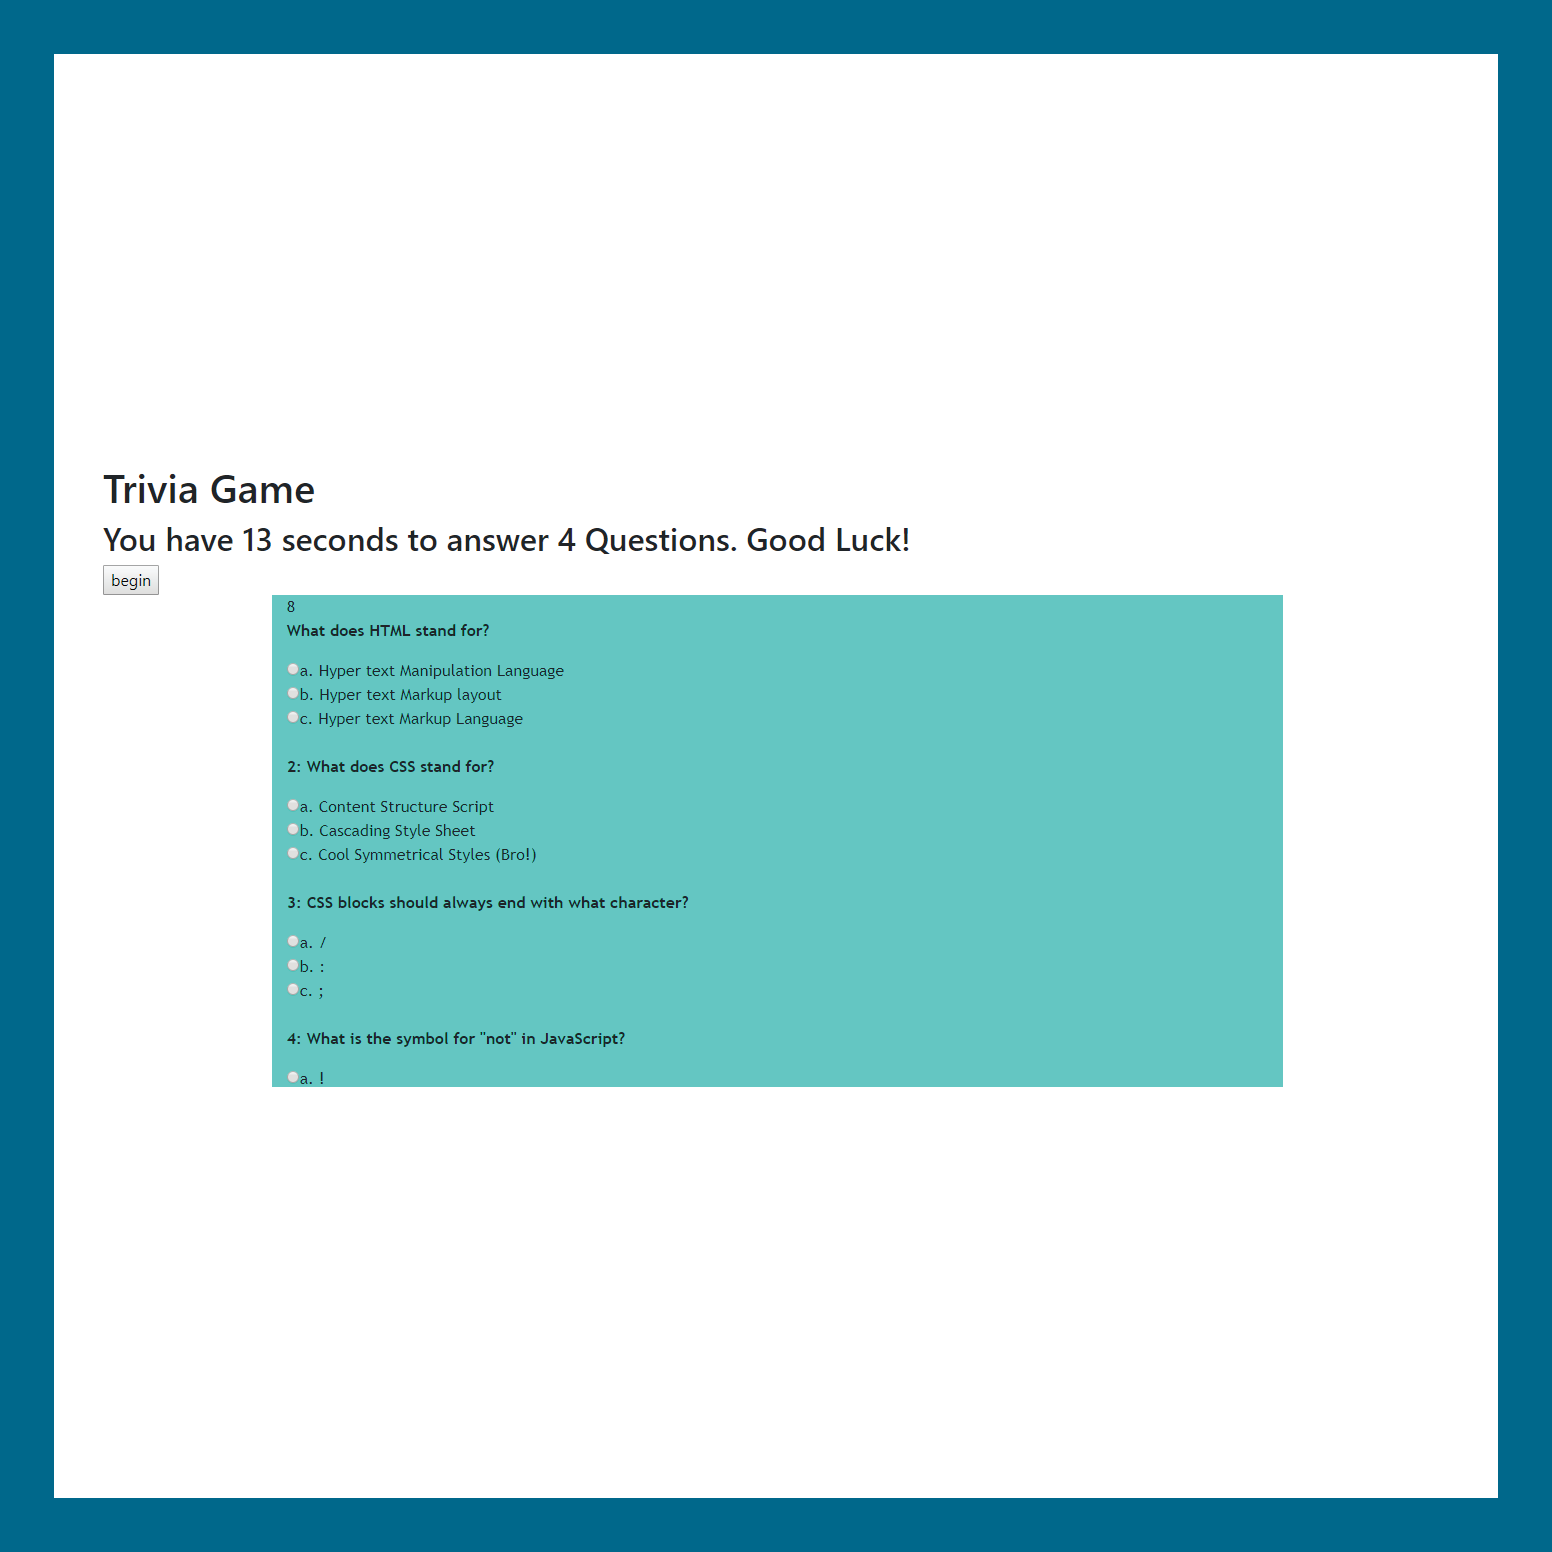 Trivia Game
You have 13 seconds to answer 4 Questions. Good Luck!
begin
8
What does HTML stand for?
a. Hyper text Manipulation Language
b. Hyper text Markup layout
c. Hyper text Markup Language
2: What does CSS stand for?
a. Content Structure Script
b. Cascading Style Sheet
c. Cool Symmetrical Styles (Bro!)
3: CSS blocks should always end with what character?
a. /
b. :
c. ;
4: What is the symbol for "not" in JavaScript?
a. !